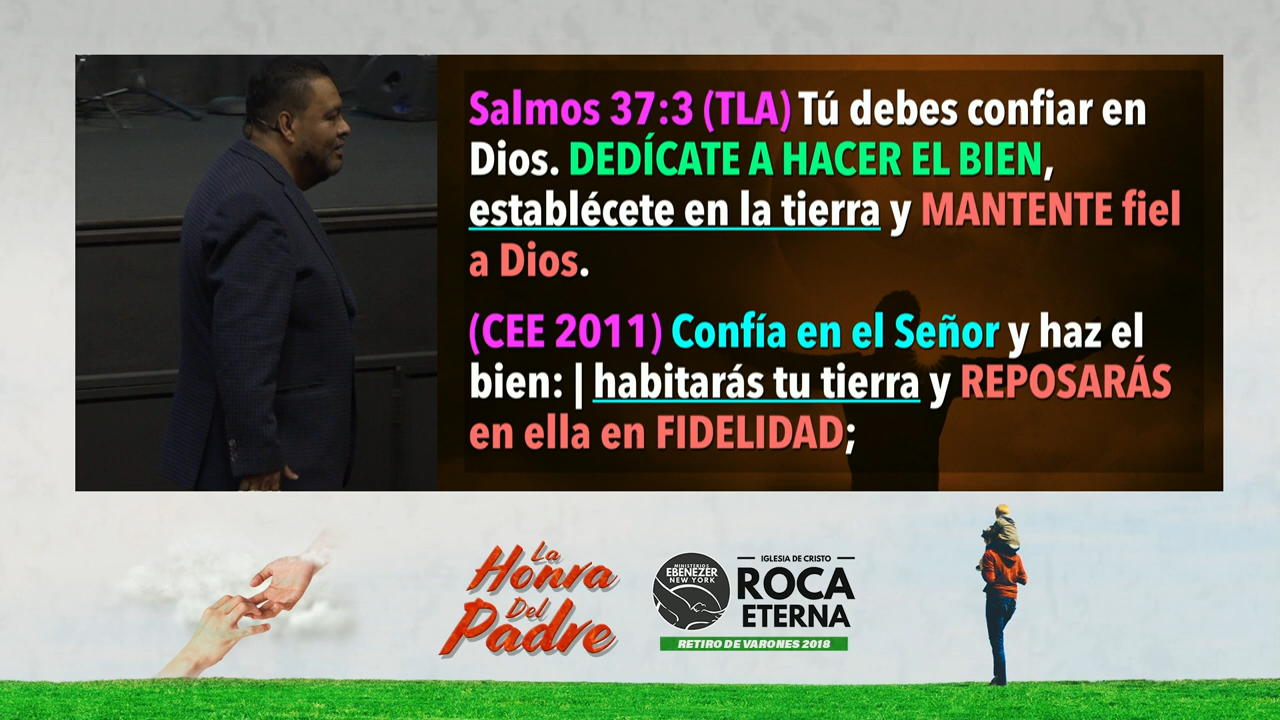 Salmos 37:3 (TLA) Tú debes confiar en
Dios. DEDÍCATE A HACER EL BIEN,
establécete en la tierra y MANTENTE fiel
a Dios.
(CEE 2011) Confía en el Señor y haz el
bien: | habitarás tu tierra y REPOSARÁS
en ella en FIDELIDAD;
La
Honra
Del
Padre
MINISTERIOS
EBENEZER
NEW YORK
IGLESIA DE CRISTO
ROCA
ETERNA
RETIRO DE VARONES 2018